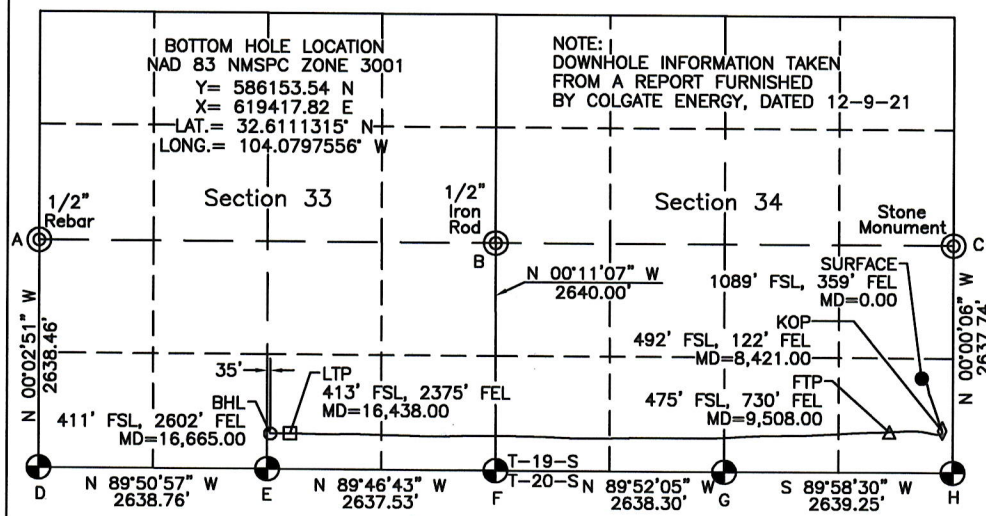 BOTTOM HOLE LOCATION
NAD 83 NMSPC ZONE 3001
Y= 586153.54 N
X= 619417.82 E
LAT.= 32.6111315° N
LONG.= 104.0797556° W
NOTE:
DOWNHOLE INFORMATION TAKEN
FROM A REPORT FURNISHED
BY COLGATE ENERGY, DATED 12-9-21
Section 33
Section 34
1/2"
Rebar
1/2"
Iron
Rod
Stone
Monument
A
B
C
N 00°11'07" W
2640.00'
SURFACE
1089' FSL, 359' FEL
MD=0.00
KOP
492' FSL, 122' FEL
MD=8,421.00
FTP
475' FSL, 730' FEL
MD=9,508.00
N 00°02'51" W
2638.46'
N 00°00'06" W
2637.74'
35'
LTP
413' FSL, 2375' FEL
MD=16,438.00
BHL
411' FSL, 2602' FEL
MD=16,665.00
T-19-S
T-20-S
D
N 89°50'57" W
2638.76'
E
N 89°46'43" W
2637.53'
F
N 89°52'05" W
2638.30'
G
S 89°58'30" W
2639.25'
H